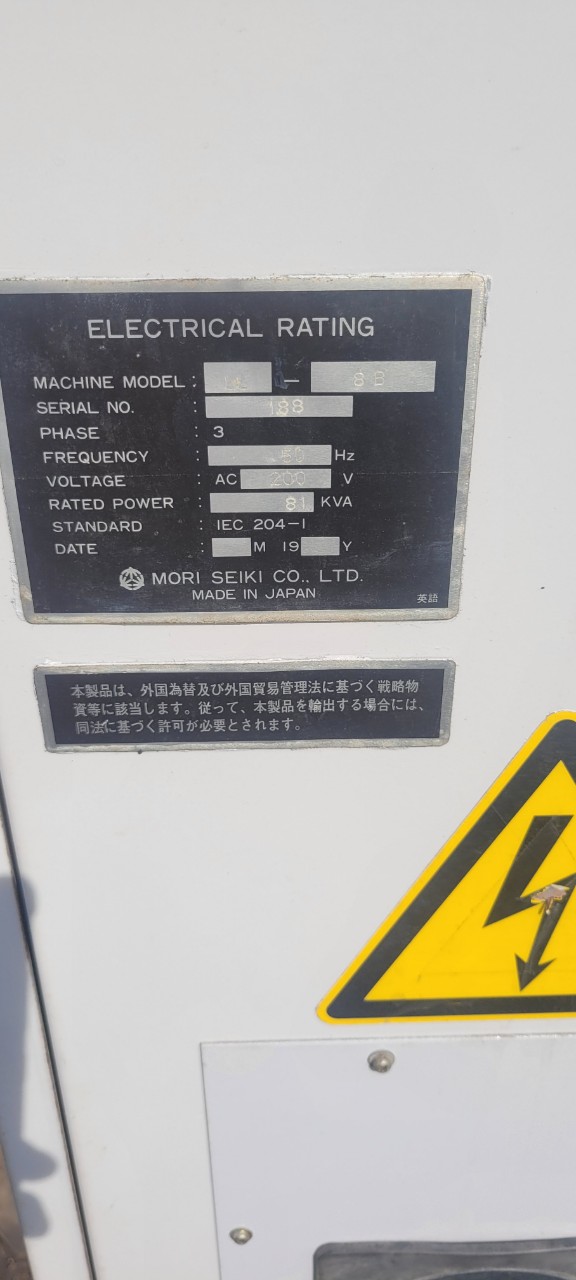 ELECTRICAL RATING
MACHINE MODEL : — 8B
SERIAL NO. : 188
PHASE : 3
FREQUENCY : Hz
VOLTAGE : AC 200 V
RATED POWER : 81 KVA
STANDARD : IEC 204-1
DATE : M 19 Y
MORI SEIKI CO., LTD.
MADE IN JAPAN
英語
本製品は、外国為替及び外国貿易管理法に基づく戦略物
資等に該当します。従って、本製品を輸出する場合には、
同法に基づく許可が必要とされます。